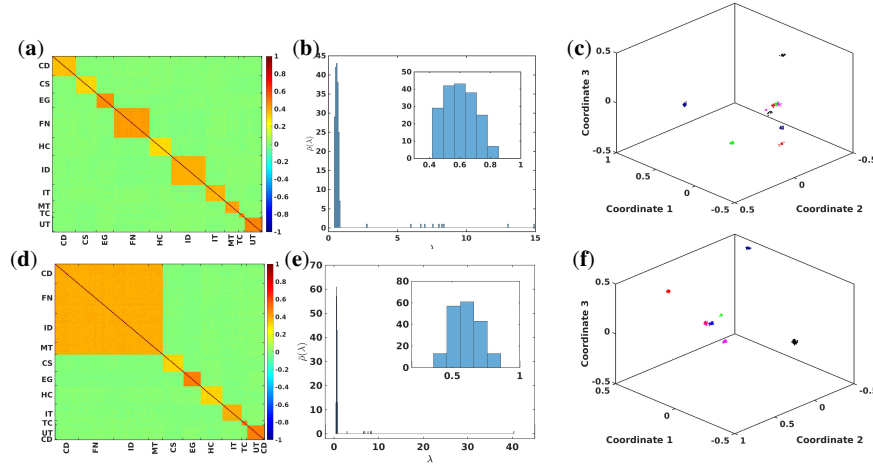 (a)
CD
CS
EG
FN
HC
ID
IT
MT
TC
UT
CD
CS
EG
FN
HC
ID
IT
MT
TC
UT
1
0.8
0.6
0.4
0.2
0
-0.2
-0.4
-0.6
-0.8
-1
(b)
45
40
35
30
25
20
15
10
5
0
ρ̄(λ)
0
5
10
15
λ
50
40
30
20
10
0
0
0.2
0.4
0.6
0.8
1
(c)
0.5
0
-0.5
Coordinate 3
1
0.5
0
-0.5
Coordinate 1
0.5
0
-0.5
Coordinate 2
(d)
CD
FN
ID
MT
CS
EG
HC
IT
TC
UT
CD
CD
FN
ID
MT
CS
EG
HC
IT
TC
UT
CD
1
0.8
0.6
0.4
0.2
0
-0.2
-0.4
-0.6
-0.8
-1
(e)
70
60
50
40
30
20
10
0
ρ̄(λ)
0
10
20
30
40
λ
80
60
40
20
0
0.5
1
(f)
0.5
0
-0.5
Coordinate 3
0.5
0
-0.5
Coordinate 1
1
0.5
0
-0.5
Coordinate 2